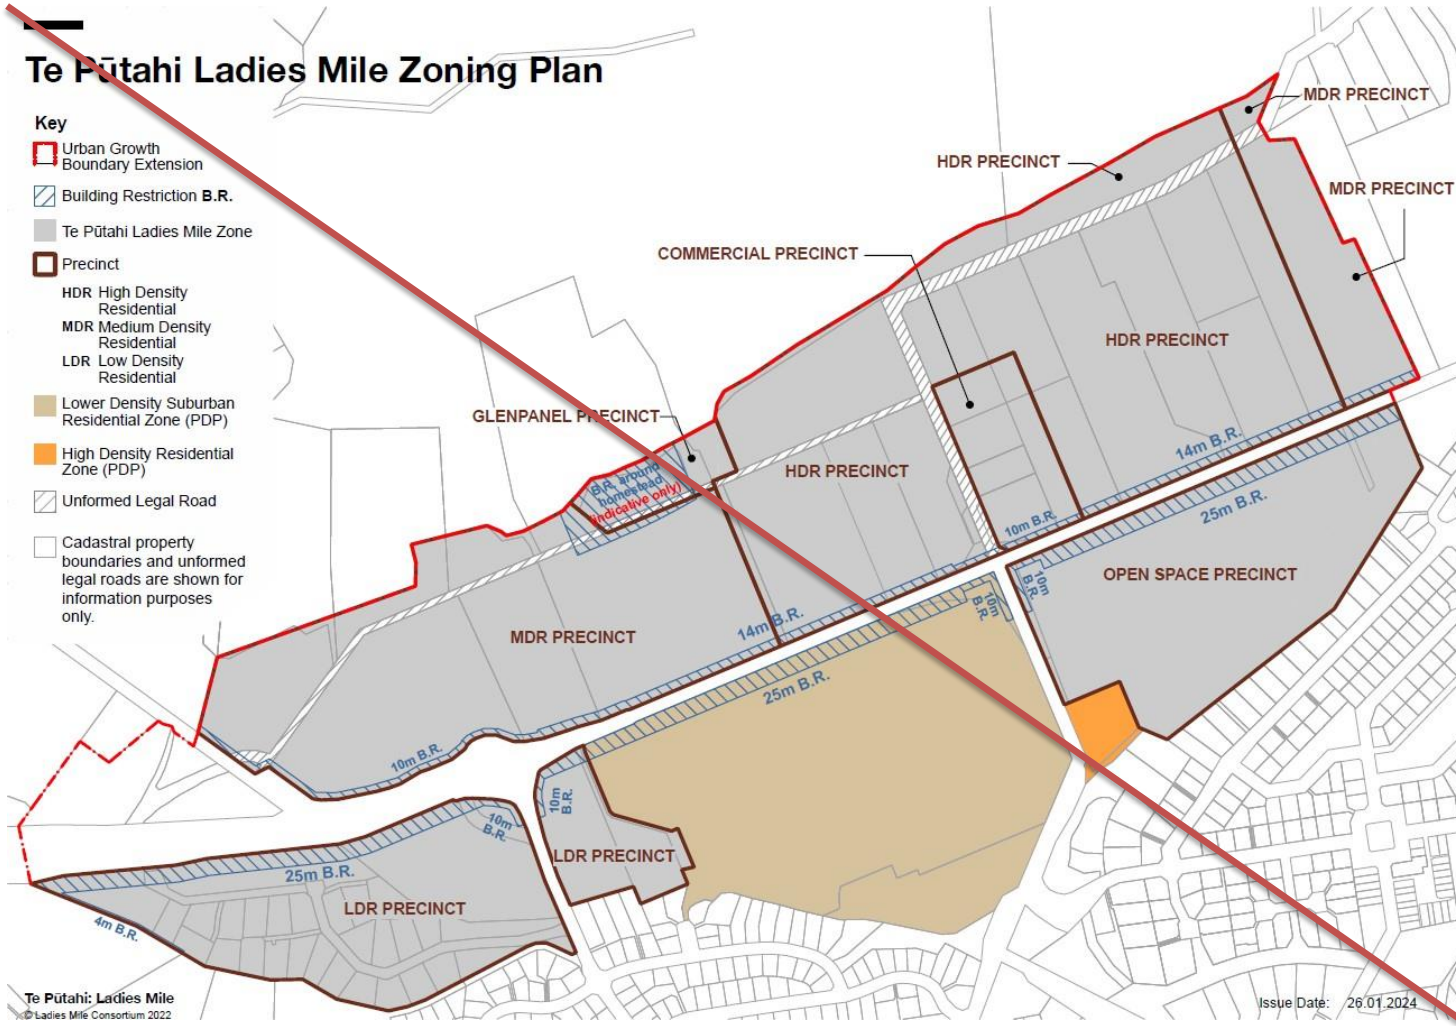 Te Pūtahi Ladies Mile Zoning Plan
Key
Urban Growth
Boundary Extension
Building Restriction B.R.
Te Pūtahi Ladies Mile Zone
Precinct
HDR High Density
Residential
MDR Medium Density
Residential
LDR Low Density
Residential
Lower Density Suburban
Residential Zone (PDP)
High Density Residential
Zone (PDP)
Unformed Legal Road
Cadastral property
boundaries and unformed
legal roads are shown for
information purposes
only.
MDR PRECINCT
HDR PRECINCT
MDR PRECINCT
COMMERCIAL PRECINCT
HDR PRECINCT
GLENPANEL PRECINCT
B.R. around
homestead
(indicative only)
HDR PRECINCT
14m B.R.
25m B.R.
10m B.R.
OPEN SPACE PRECINCT
10m
B.R.
10m
B.R.
MDR PRECINCT
14m B.R.
25m B.R.
10m B.R.
10m
B.R.
10m
B.R.
LDR PRECINCT
25m B.R.
LDR PRECINCT
4m B.R.
Te Pūtahi: Ladies Mile
© Ladies Mile Consortium 2022
Issue Date: 26.01.2024